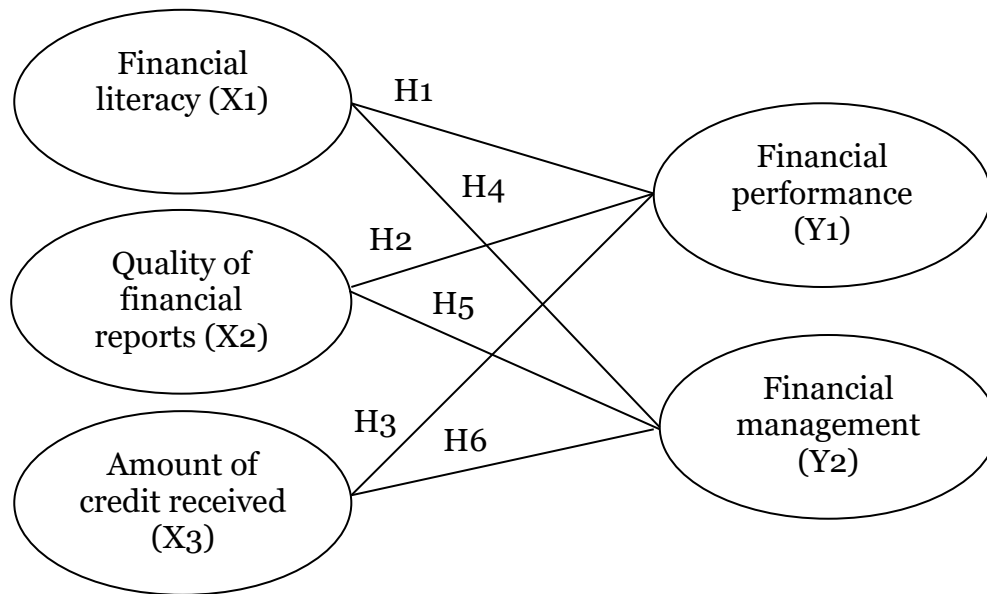 Financial
literacy (X1)
H1
Financial
performance
(Y1)
H4
H2
Quality of
financial
reports (X2)
H5
Financial
management
(Y2)
H3
H6
Amount of
credit received
(X3)